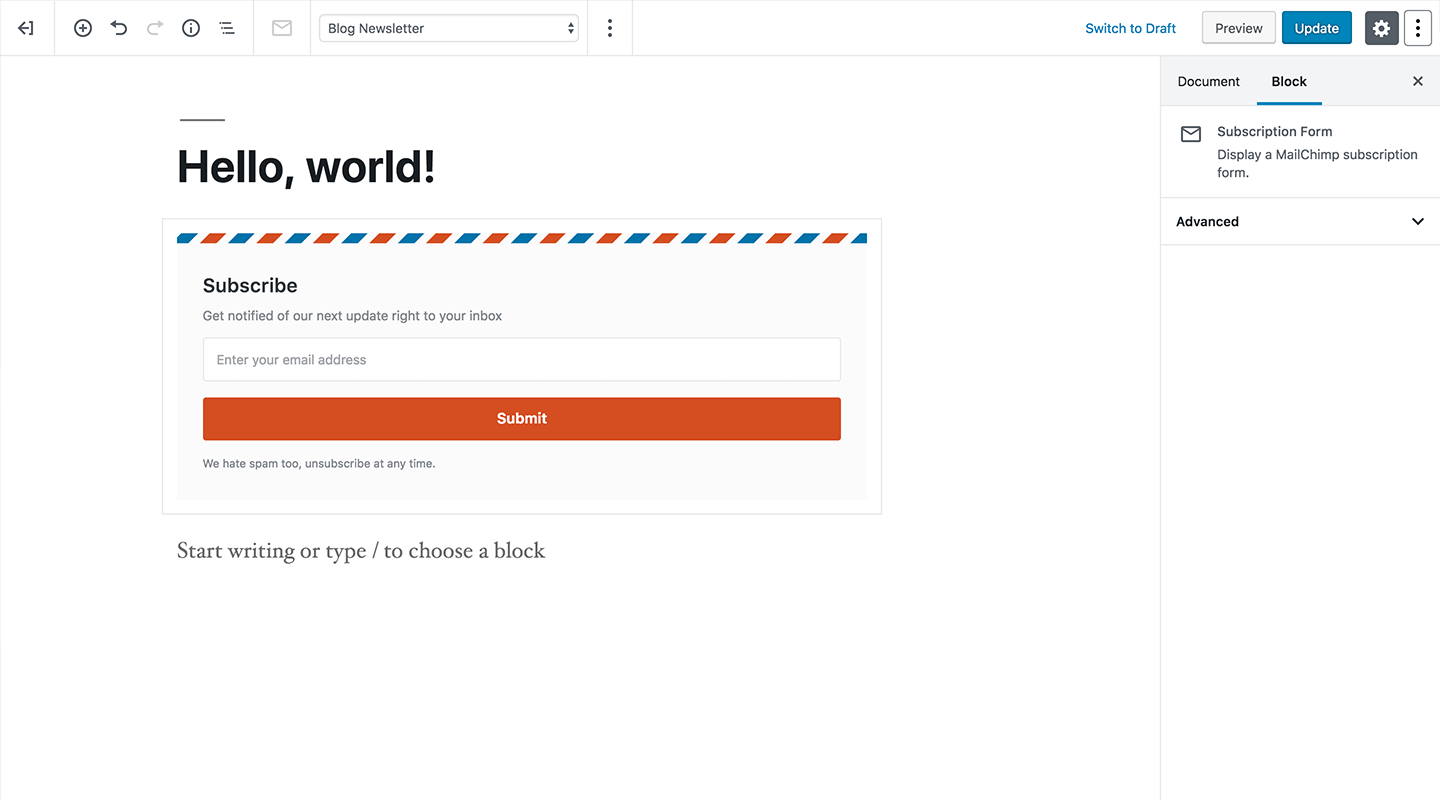 Blog Newsletter
Switch to Draft
Preview
Update
Document
Block
Subscription Form
Display a MailChimp subscription
form.
Advanced
Hello, world!
Subscribe
Get notified of our next update right to your inbox
Enter your email address
Submit
We hate spam too, unsubscribe at any time.
Start writing or type / to choose a block